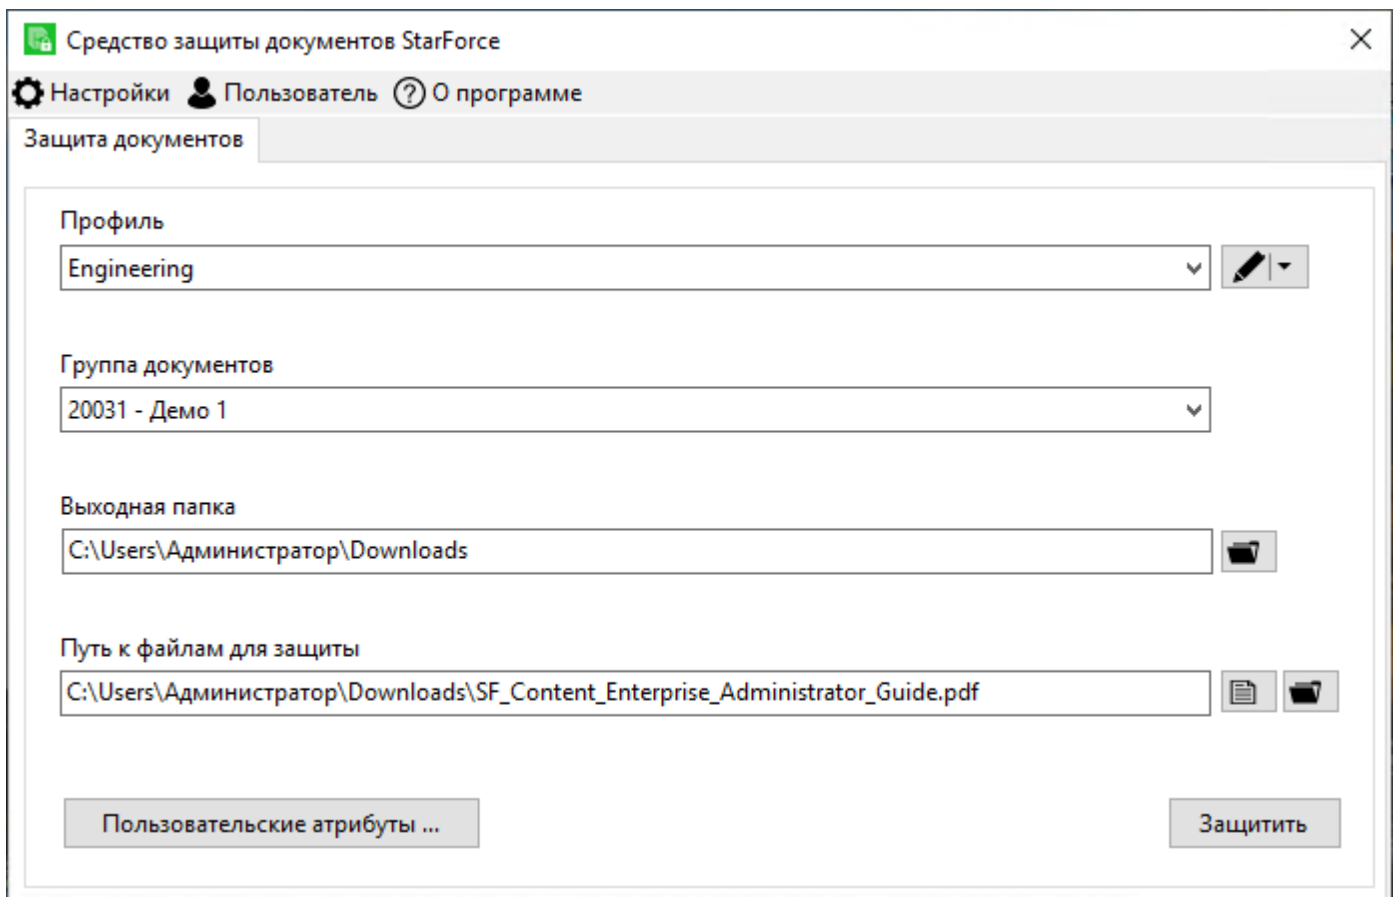 Средство защиты документов StarForce
Настройки Пользователь ? О программе
Защита документов
Профиль
Engineering
Группа документов
20031 - Демо 1
Выходная папка
C:\Users\Администратор\Downloads
Путь к файлам для защиты
C:\Users\Администратор\Downloads\SF_Content_Enterprise_Administrator_Guide.pdf
Пользовательские атрибуты ... Защитить